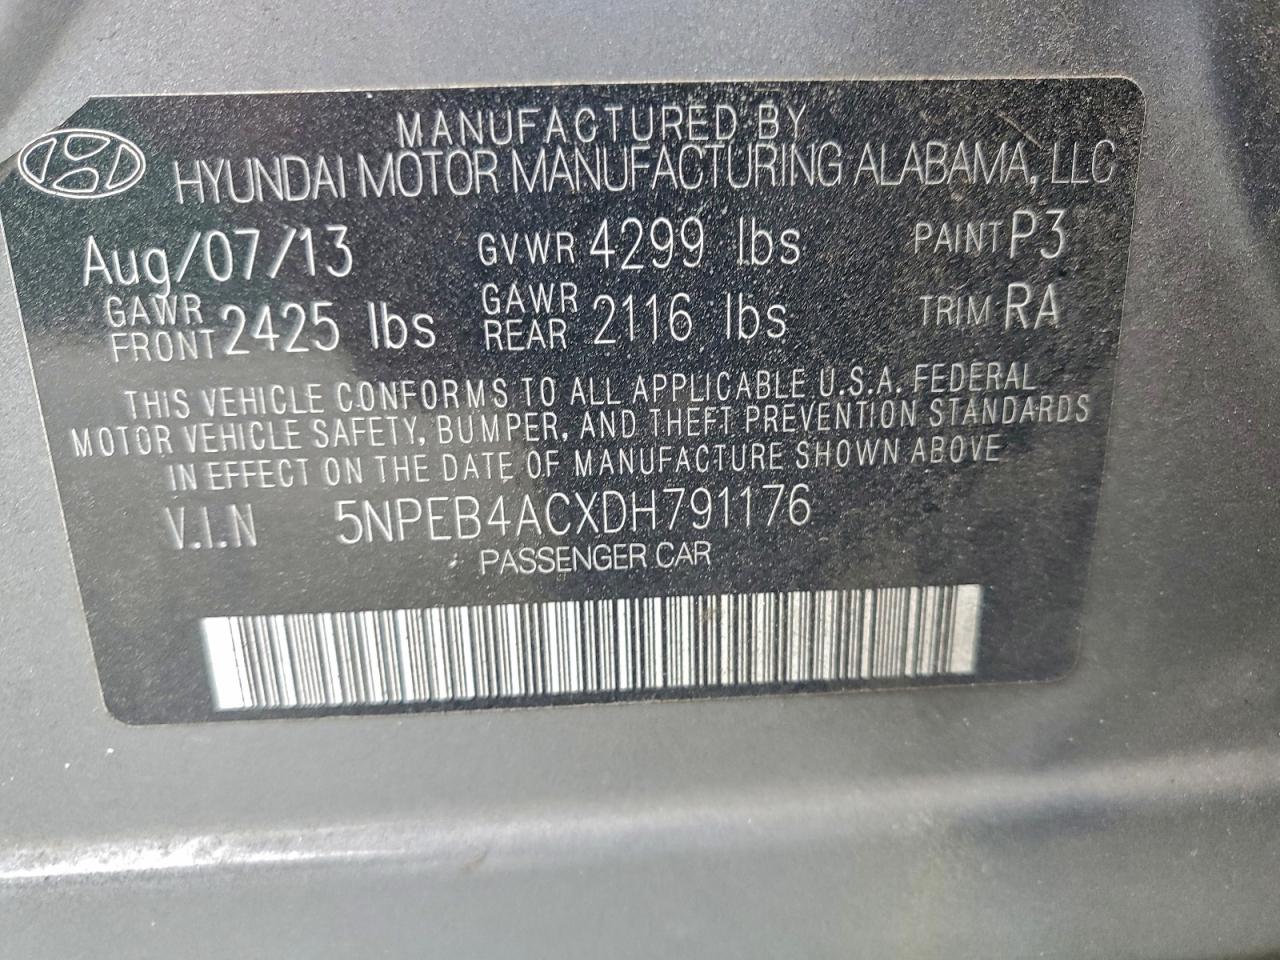 MANUFACTURED BY
HYUNDAI MOTOR MANUFACTURING ALABAMA, LLC
Aug/07/13 GVWR 4299 lbs PAINT P3
GAWR FRONT 2425 lbs GAWR REAR 2116 lbs TRIM RA
THIS VEHICLE CONFORMS TO ALL APPLICABLE U.S.A. FEDERAL
MOTOR VEHICLE SAFETY, BUMPER, AND THEFT PREVENTION STANDARDS
IN EFFECT ON THE DATE OF MANUFACTURE SHOWN ABOVE
V.I.N 5NPEB4ACXDH791176
PASSENGER CAR